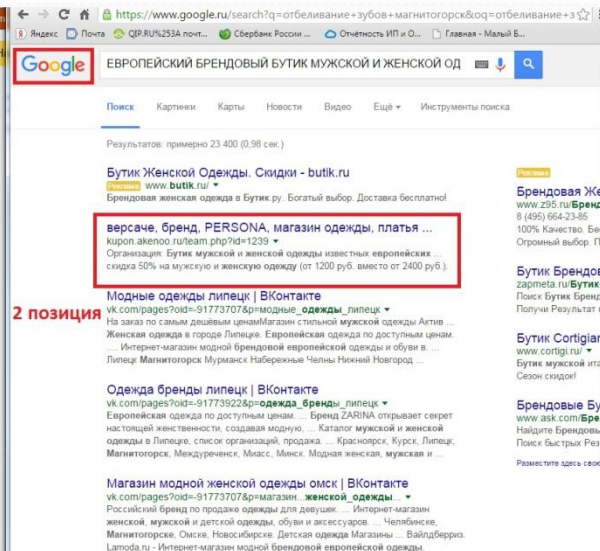 https://www.google.ru/search?q=отбеливание+зубов+магнитогорск&oq=отбеливание+з
Яндекс Почта QIP.RU%253A почт... Сбербанк России ... Отчётность ИП и О... Главная - Малый Б...
Google ЕВРОПЕЙСКИЙ БРЕНДОВЫЙ БУТИК МУЖСКОЙ И ЖЕНСКОЙ ОД
Поиск Картинки Карты Новости Видео Ещё Инструменты поиска
Результатов: примерно 23 400 (0,98 сек.)
Бутик Женской Одежды. Скидки - butik.ru
Реклама www.butik.ru/
Брендовая женская одежда в Бутик.ру. Богатый выбор. Доставка бесплатно!
версаче, бренд, PERSONA, магазин одежды, платья ...
kupon.akenoo.ru/team.php?id=1239
Организация: Бутик мужской и женской одежды известных европейских ...
скидка 50% на мужскую и женскую одежду (от 1200 руб. вместо от 2400 руб.).
2 позиция
Модные одежды липецк | ВКонтакте
vk.com/pages?oid=-91773707&p=модные_одежды_липецк
На заказ по самым дешёвым ценамМагазин стильной мужской одежды Актив ...
Женская одежда в городе Липецке. Европейская одежда по доступным ценам.
.... Интернет-магазин модной брендовой европейской одежды и обуви в. ...
Липецк Магнитогорск Мурманск Набережные Челны Нижний Новгород ...
Одежда бренды липецк | ВКонтакте
vk.com/pages?oid=-91773922&p=одежда_бренды_липецк
Европейская одежда по доступным ценам. ... Бренд ZARINA открывает секрет
настоящей женственности, создавая модную, ... Каталог мужской и женской
одежды в Липецке, список организаций, продажа. ... Красноярск, Курск, Липецк,
Магнитогорск, Междуреченск, Миасс, Минск. Модная женская, мужская и ...
Магазин модной женской одежды омск | ВКонтакте
vk.com/pages?oid=-91773707&p=магазин...женской_одежды...
Российский бренд по продаже одежды для девушек. ... Интернет-магазин
женской, мужской и детской одежды, обуви и аксессуаров. ... Челябинске,
Магнитогорске, Омске, Новосибирске. Детская одежда Магазины ... Вайлдберриз.
Lamoda.ru - Интернет-магазин модной брендовой европейской одежды.
Реклама
Брендовая Же
www.z95.ru/Бренд
8 (495) 664-23-85
100% Качество. Бе
Огромный выбор. П
Бутик Брендов
zapmeta.ru/Бутик
Поиск Бутик Бренд
Получи Результат с
Бутик Cortigiar
www.cortigi.ru/
Бутик мужской ита
Сезон скидок!
Брендовые Бу
www.ask.com/Бре
Найдите Брендовы
Поиск быстрых Рез
Разместите здесь свое